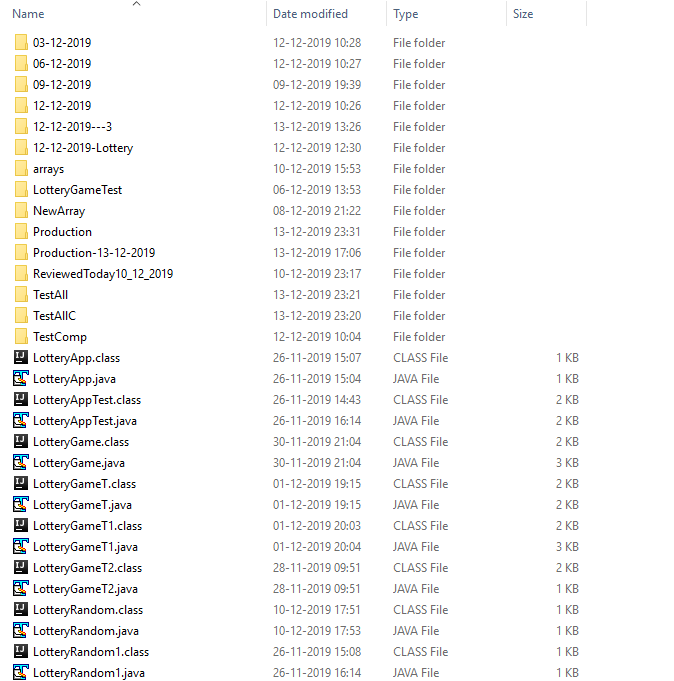 Name Date modified Type Size
03-12-2019 12-12-2019 10:28 File folder
06-12-2019 12-12-2019 10:27 File folder
09-12-2019 09-12-2019 19:39 File folder
12-12-2019 12-12-2019 10:26 File folder
12-12-2019---3 13-12-2019 13:26 File folder
12-12-2019-Lottery 12-12-2019 12:30 File folder
arrays 10-12-2019 15:53 File folder
LotteryGameTest 06-12-2019 13:53 File folder
NewArray 08-12-2019 21:22 File folder
Production 13-12-2019 23:31 File folder
Production-13-12-2019 13-12-2019 17:06 File folder
ReviewedToday10_12_2019 10-12-2019 23:17 File folder
TestAll 13-12-2019 23:21 File folder
TestAllC 13-12-2019 23:20 File folder
TestComp 12-12-2019 10:04 File folder
IJ LotteryApp.class 26-11-2019 15:07 CLASS File 1 KB
LotteryApp.java 26-11-2019 15:04 JAVA File 1 KB
IJ LotteryAppTest.class 26-11-2019 14:43 CLASS File 2 KB
LotteryAppTest.java 26-11-2019 16:14 JAVA File 2 KB
IJ LotteryGame.class 30-11-2019 21:04 CLASS File 2 KB
LotteryGame.java 30-11-2019 21:04 JAVA File 3 KB
IJ LotteryGameT.class 01-12-2019 19:15 CLASS File 2 KB
LotteryGameT.java 01-12-2019 19:15 JAVA File 2 KB
IJ LotteryGameT1.class 01-12-2019 20:03 CLASS File 2 KB
LotteryGameT1.java 01-12-2019 20:04 JAVA File 3 KB
IJ LotteryGameT2.class 28-11-2019 09:51 CLASS File 2 KB
LotteryGameT2.java 28-11-2019 09:51 JAVA File 1 KB
IJ LotteryRandom.class 10-12-2019 17:51 CLASS File 1 KB
LotteryRandom.java 10-12-2019 17:53 JAVA File 1 KB
IJ LotteryRandom1.class 26-11-2019 15:08 CLASS File 1 KB
LotteryRandom1.java 26-11-2019 16:14 JAVA File 1 KB